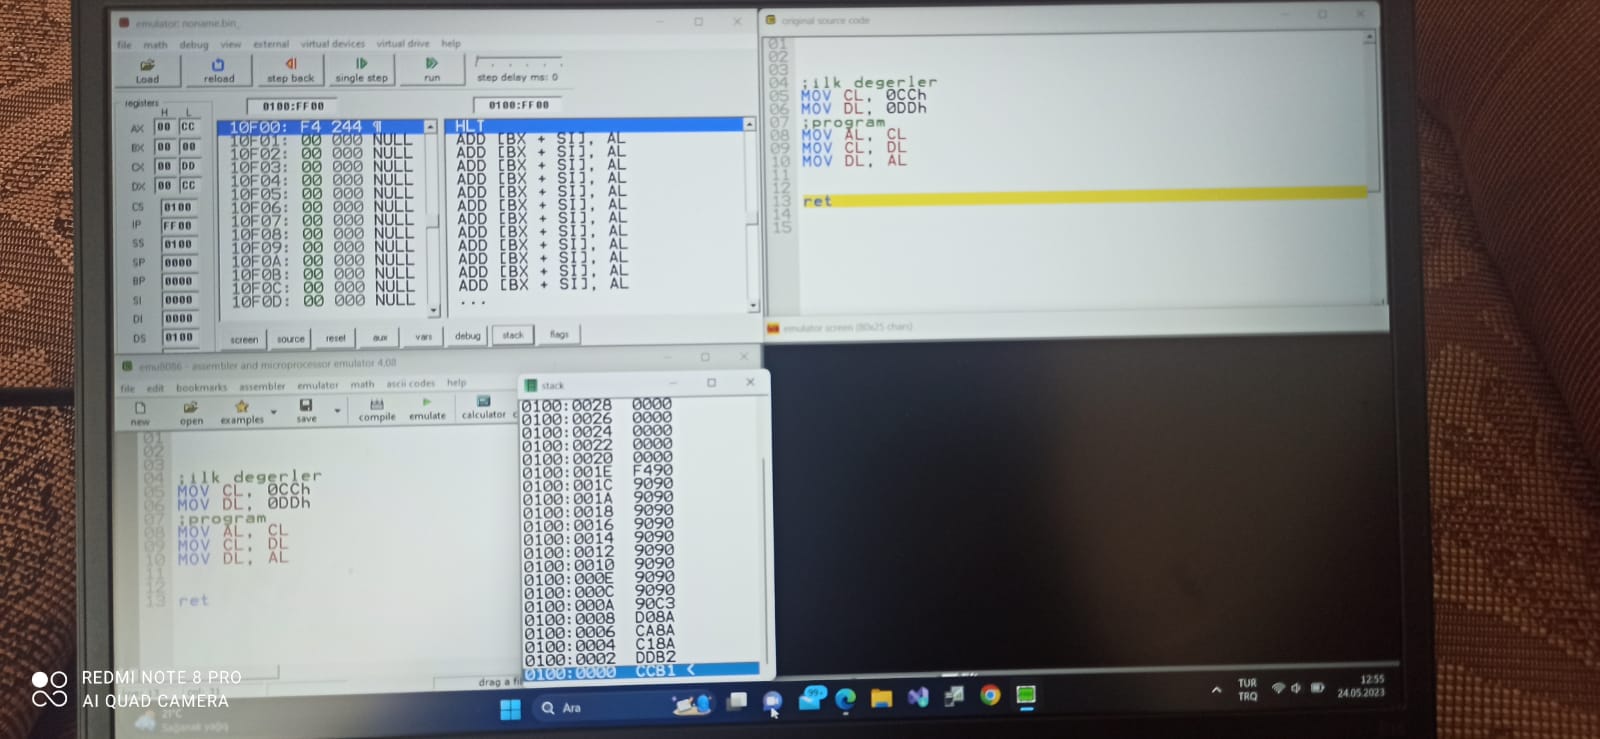 emulator: noname.bin_
file math debug view external virtual devices virtual drive help
Load reload step back single step run step delay ms: 0
registers
H L
0100:FF00 0100:FF00
AX 00 CC
BX 00 00
CX 00 DD
DX 00 CC
CS 0100
IP FF00
SS 0100
SP 0000
BP 0000
SI 0000
DI 0000
DS 0100
10F00: F4 244 ¶
10F01: 00 000 NULL
10F02: 00 000 NULL
10F03: 00 000 NULL
10F04: 00 000 NULL
10F05: 00 000 NULL
10F06: 00 000 NULL
10F07: 00 000 NULL
10F08: 00 000 NULL
10F09: 00 000 NULL
10F0A: 00 000 NULL
10F0B: 00 000 NULL
10F0C: 00 000 NULL
10F0D: 00 000 NULL
HLT
ADD [BX + SI], AL
ADD [BX + SI], AL
ADD [BX + SI], AL
ADD [BX + SI], AL
ADD [BX + SI], AL
ADD [BX + SI], AL
ADD [BX + SI], AL
ADD [BX + SI], AL
ADD [BX + SI], AL
ADD [BX + SI], AL
ADD [BX + SI], AL
ADD [BX + SI], AL
...
screen source reset aux vars debug stack flags
original source code
01
02
03
04 ;ilk degerler
05 MOV CL, 0CCh
06 MOV DL, 0DDh
07 ;program
08 MOV AL, CL
09 MOV CL, DL
10 MOV DL, AL
11
12
13 ret
14
15
emulator screen (80x25 chars)
emu8086 - assembler and microprocessor emulator 4.08
file edit bookmarks assembler emulator math ascii codes help
new open examples save compile emulate calculator c
01
02
03
04 ;ilk degerler
05 MOV CL, 0CCh
06 MOV DL, 0DDh
07 ;program
08 MOV AL, CL
09 MOV CL, DL
10 MOV DL, AL
11
12
13 ret
drag a fi
stack
0100:0028 0000
0100:0026 0000
0100:0024 0000
0100:0022 0000
0100:0020 0000
0100:001E F490
0100:001C 9090
0100:001A 9090
0100:0018 9090
0100:0016 9090
0100:0014 9090
0100:0012 9090
0100:0010 9090
0100:000E 9090
0100:000C 9090
0100:000A 90C3
0100:0008 D08A
0100:0006 CA8A
0100:0004 C18A
0100:0002 DDB2
0100:0000 CCB1 <
REDMI NOTE 8 PRO
AI QUAD CAMERA
21°C
Sağanak yağış
Ara
99+
TUR
TRQ
12:55
24.05.2023